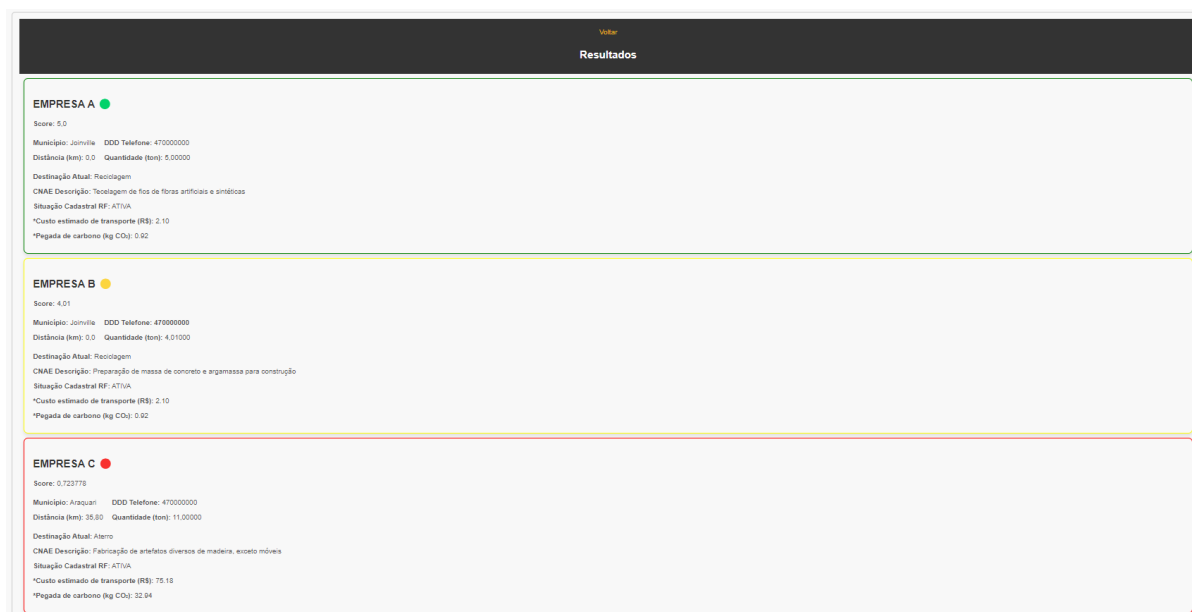 Voltar
Resultados
EMPRESA A
Score: 5,0
Município: Joinville DDD Telefone: 470000000
Distância (km): 0,0 Quantidade (ton): 5,00000
Destinação Atual: Reciclagem
CNAE Descrição: Tecelagem de fios de fibras artificiais e sintéticas
Situação Cadastral RF: ATIVA
*Custo estimado de transporte (R$): 2.10
*Pegada de carbono (kg CO₂): 0.92
EMPRESA B
Score: 4,01
Município: Joinville DDD Telefone: 470000000
Distância (km): 0,0 Quantidade (ton): 4,01000
Destinação Atual: Reciclagem
CNAE Descrição: Preparação de massa de concreto e argamassa para construção
Situação Cadastral RF: ATIVA
*Custo estimado de transporte (R$): 2.10
*Pegada de carbono (kg CO₂): 0.92
EMPRESA C
Score: 0,723778
Município: Araquari DDD Telefone: 470000000
Distância (km): 35,80 Quantidade (ton): 11,00000
Destinação Atual: Aterro
CNAE Descrição: Fabricação de artefatos diversos de madeira, exceto móveis
Situação Cadastral RF: ATIVA
*Custo estimado de transporte (R$): 75.18
*Pegada de carbono (kg CO₂): 32.94